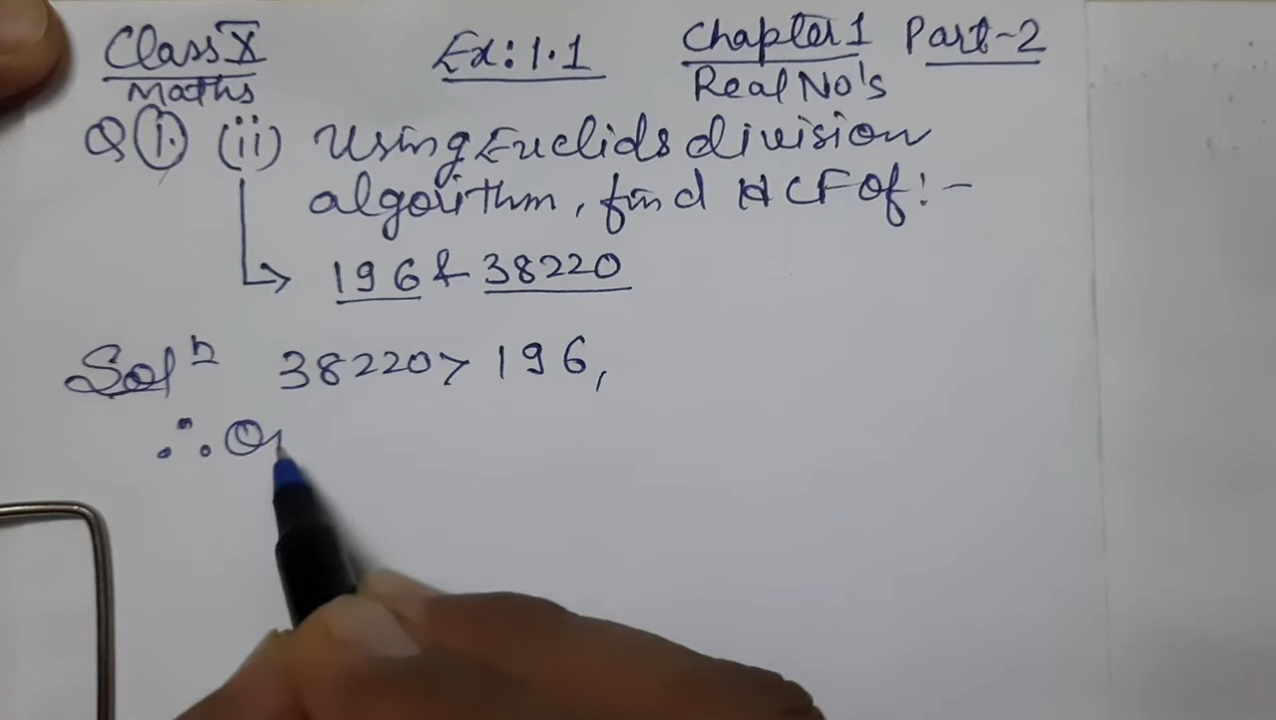 Class X Ex: 1.1 Chapter 1 Part-2
Maths Real No's
Q 1. (ii) Using Euclids division
algorithm, find HCF of:-
196 & 38220
Solⁿ 38220 > 196,
∴ On